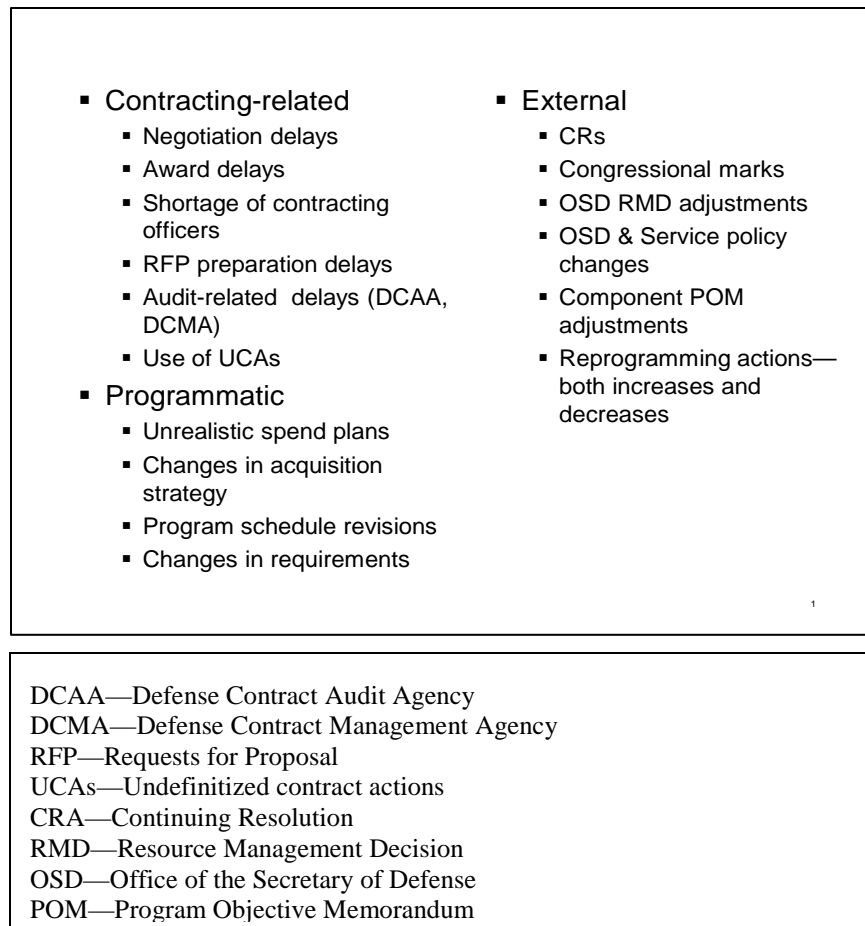 ▪ Contracting-related
▪ Negotiation delays
▪ Award delays
▪ Shortage of contracting
officers
▪ RFP preparation delays
▪ Audit-related delays (DCAA,
DCMA)
▪ Use of UCAs
▪ Programmatic
▪ Unrealistic spend plans
▪ Changes in acquisition
strategy
▪ Program schedule revisions
▪ Changes in requirements
▪ External
▪ CRs
▪ Congressional marks
▪ OSD RMD adjustments
▪ OSD & Service policy
changes
▪ Component POM
adjustments
▪ Reprogramming actions—
both increases and
decreases
1
DCAA—Defense Contract Audit Agency
DCMA—Defense Contract Management Agency
RFP—Requests for Proposal
UCAs—Undefinitized contract actions
CRA—Continuing Resolution
RMD—Resource Management Decision
OSD—Office of the Secretary of Defense
POM—Program Objective Memorandum